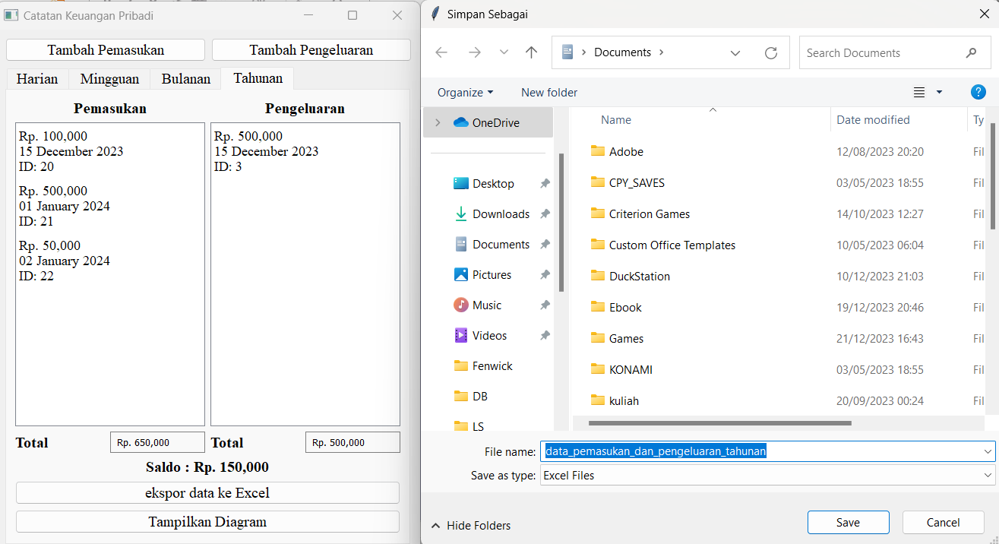 Catatan Keuangan Pribadi
Tambah Pemasukan
Tambah Pengeluaran
Harian
Mingguan
Bulanan
Tahunan
Pemasukan
Pengeluaran
Rp. 100,000
15 December 2023
ID: 20
Rp. 500,000
01 January 2024
ID: 21
Rp. 50,000
02 January 2024
ID: 22
Rp. 500,000
15 December 2023
ID: 3
Total
Rp. 650,000
Total
Rp. 500,000
Saldo : Rp. 150,000
ekspor data ke Excel
Tampilkan Diagram
Simpan Sebagai
Documents
Search Documents
Organize
New folder
?
OneDrive
Desktop
Downloads
Documents
Pictures
Music
Videos
Fenwick
DB
LS
Name
Date modified
Ty
Adobe
12/08/2023 20:20
Fil
CPY_SAVES
03/05/2023 18:55
Fil
Criterion Games
14/10/2023 12:27
Fil
Custom Office Templates
10/05/2023 06:04
Fil
DuckStation
10/12/2023 21:03
Fil
Ebook
19/12/2023 20:46
Fil
Games
21/12/2023 16:43
Fil
KONAMI
03/05/2023 18:55
Fil
kuliah
20/09/2023 00:24
Fil
File name: data_pemasukan_dan_pengeluaran_tahunan
Save as type: Excel Files
Hide Folders
Save
Cancel